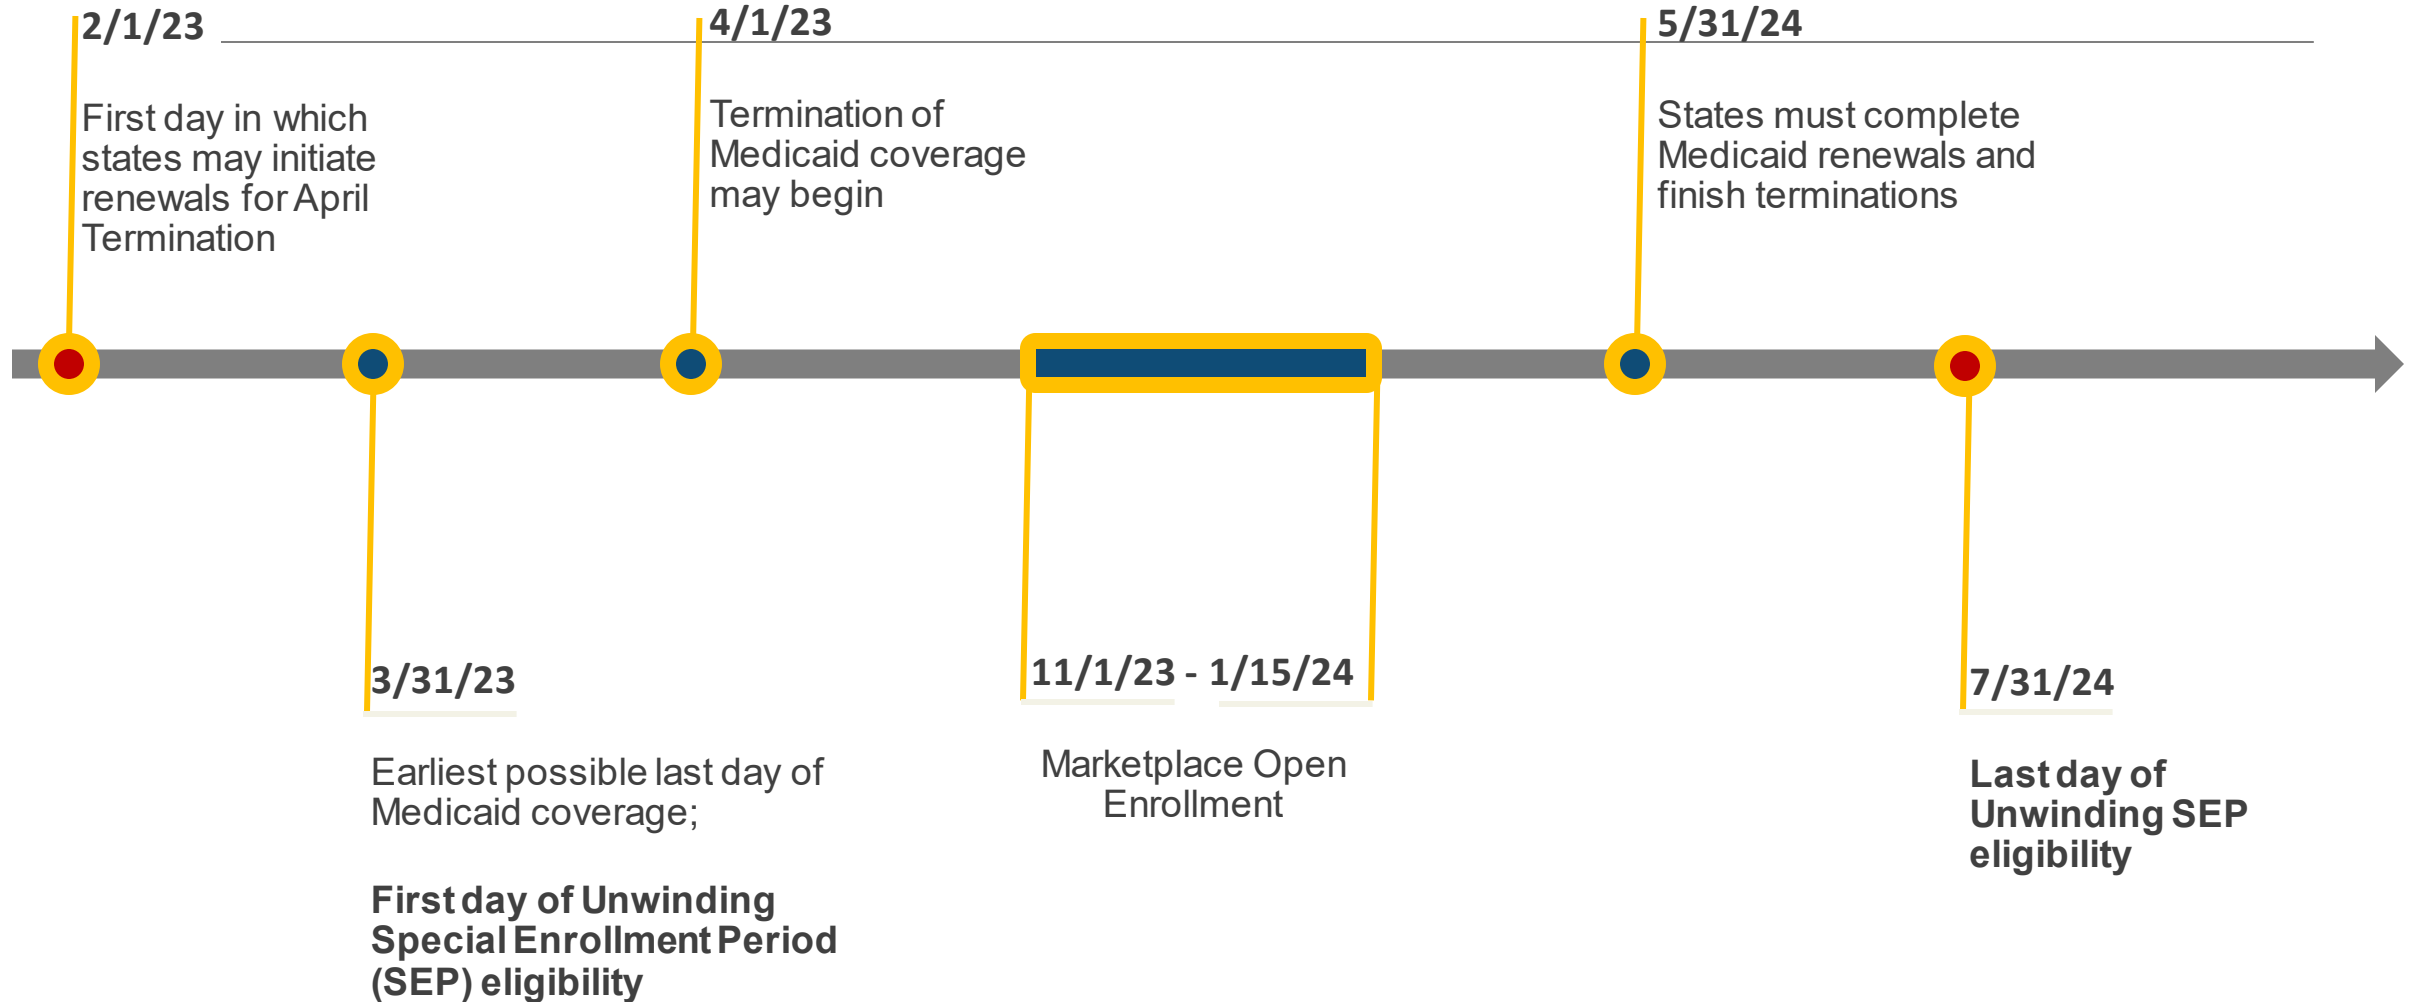 2/1/23
First day in which
states may initiate
renewals for April
Termination
4/1/23
Termination of
Medicaid coverage
may begin
5/31/24
States must complete
Medicaid renewals and
finish terminations
3/31/23
Earliest possible last day of
Medicaid coverage;
First day of Unwinding
Special Enrollment Period
(SEP) eligibility
11/1/23 - 1/15/24
Marketplace Open
Enrollment
7/31/24
Last day of
Unwinding SEP
eligibility